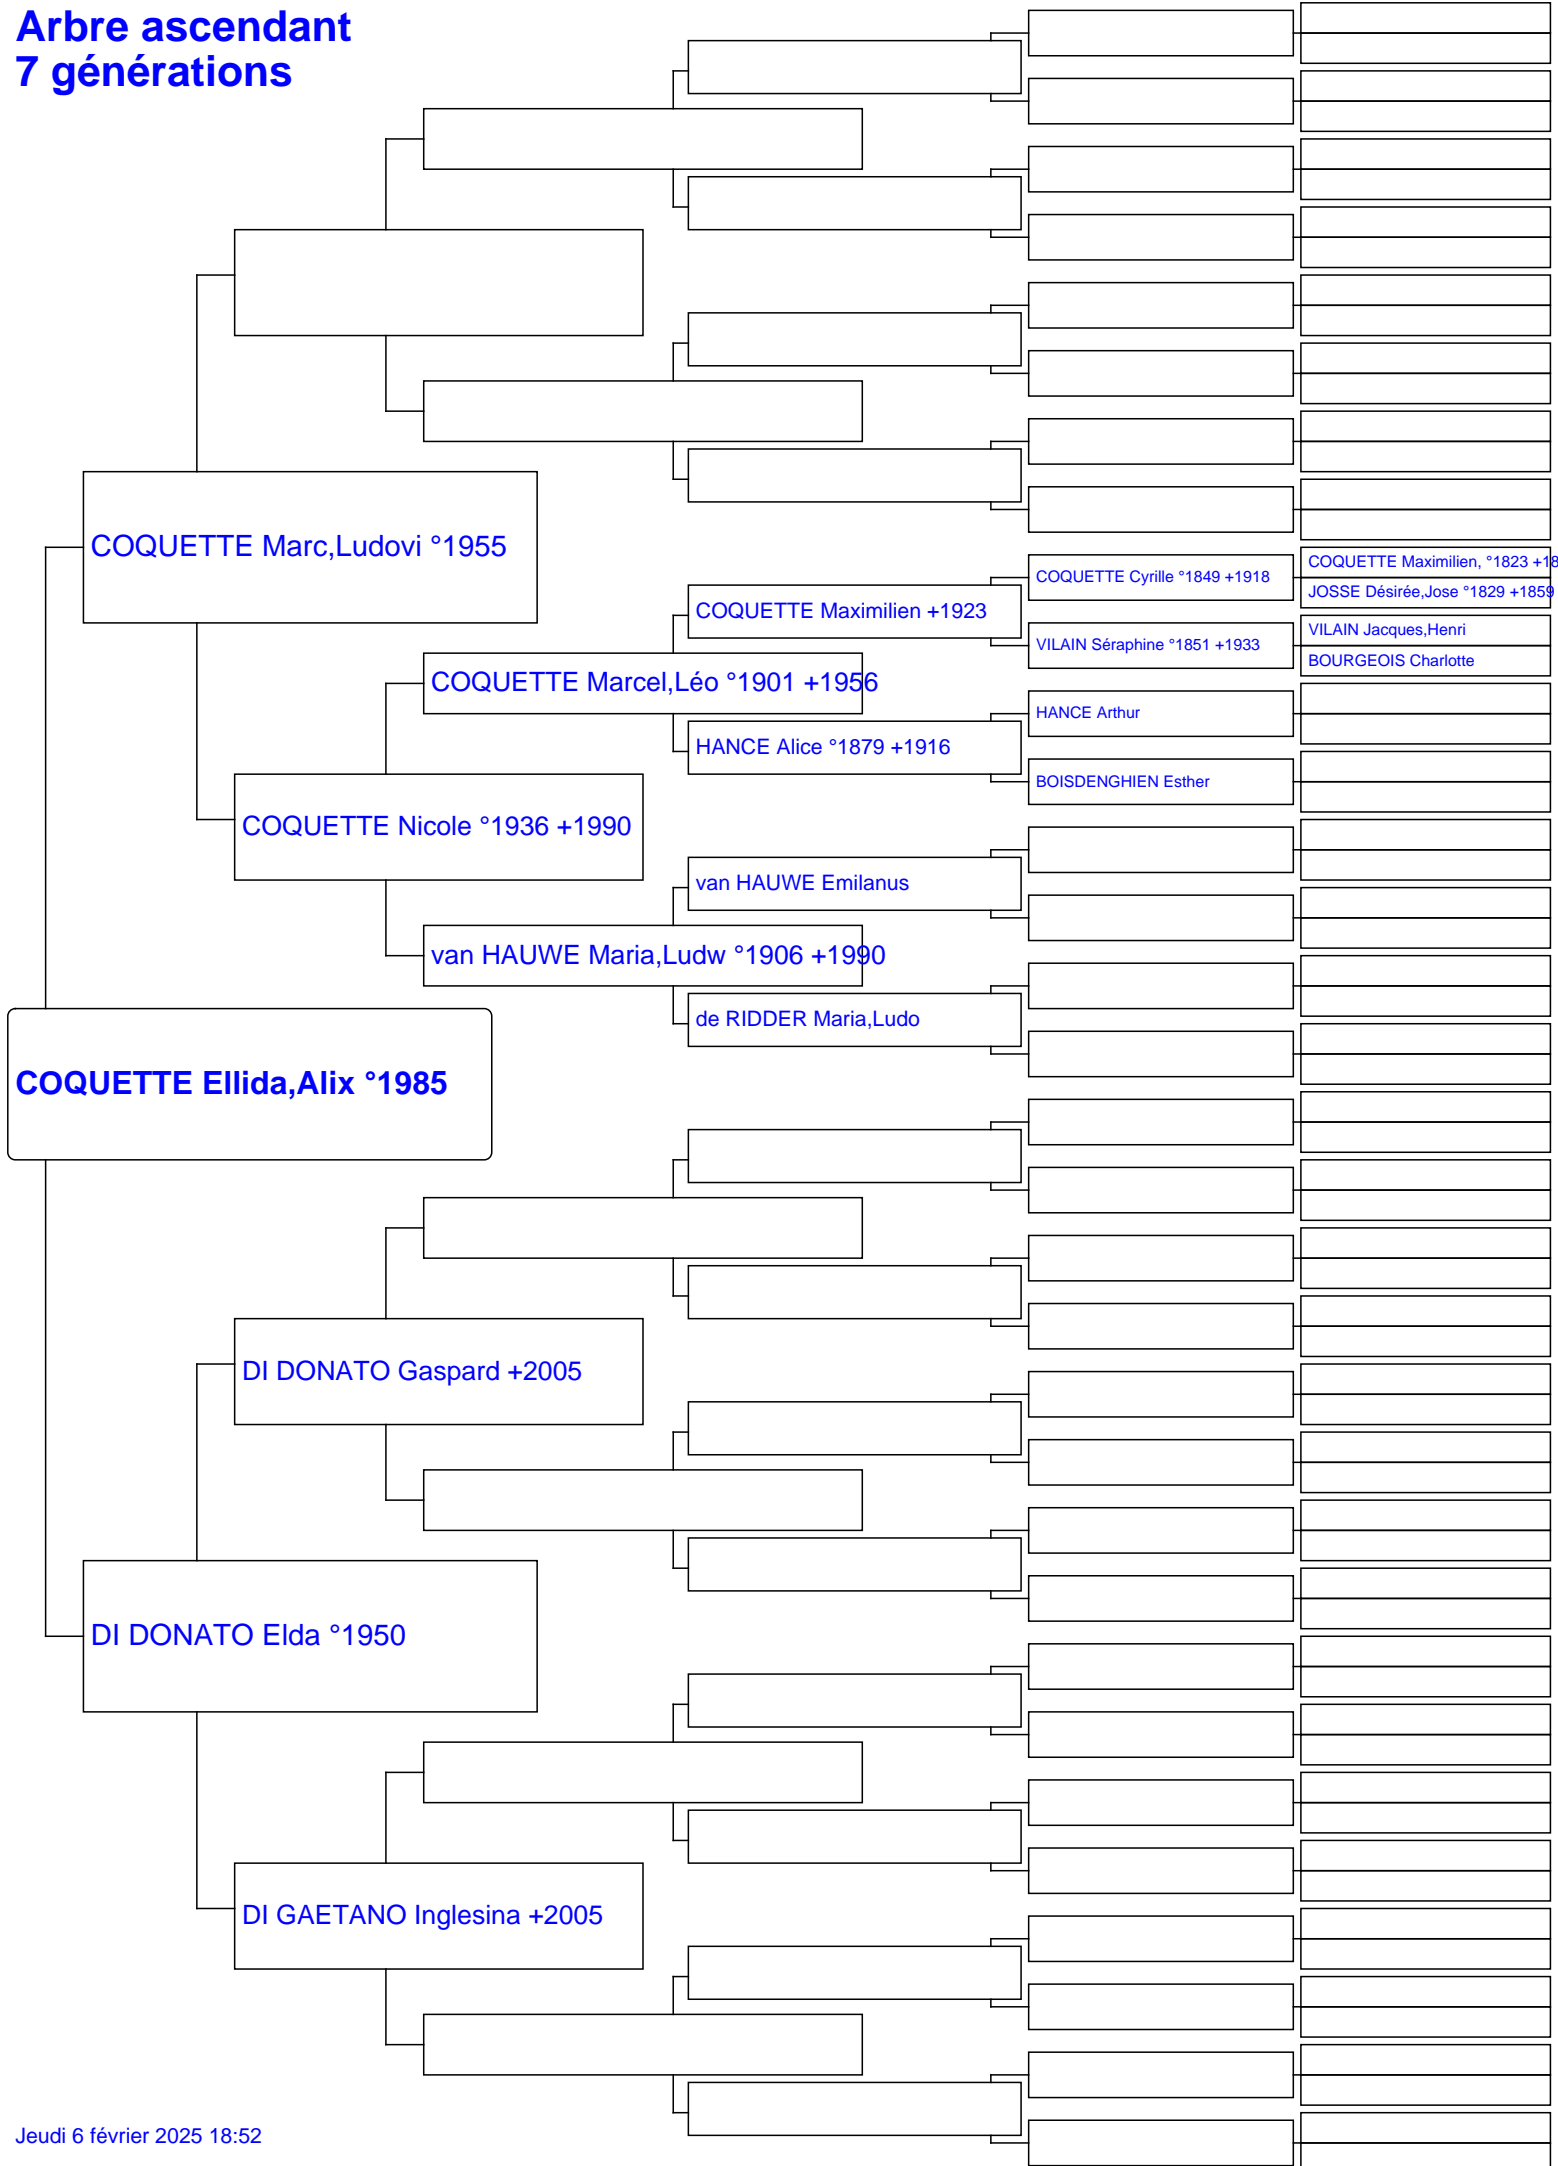 Arbre ascendant
7 générations
COQUETTE Maximilien, °1823 +18
COQUETTE Marc,Ludovi °1955
COQUETTE Cyrille °1849 +1918
JOSSE Désirée,Jose °1829 +1859
COQUETTE Maximilien +1923
VILAIN Jacques,Henri
VILAIN Séraphine °1851 +1933
BOURGEOIS Charlotte
COQUETTE Marcel,Léo °1901 +1956
HANCE Arthur
HANCE Alice °1879 +1916
BOISDENGHIEN Esther
COQUETTE Nicole °1936 +1990
van HAUWE Emilanus
van HAUWE Maria,Ludw °1906 +1990
de RIDDER Maria,Ludo
COQUETTE Ellida,Alix °1985
DI DONATO Gaspard +2005
DI DONATO Elda °1950
DI GAETANO Inglesina +2005
Jeudi 6 février 2025 18:52